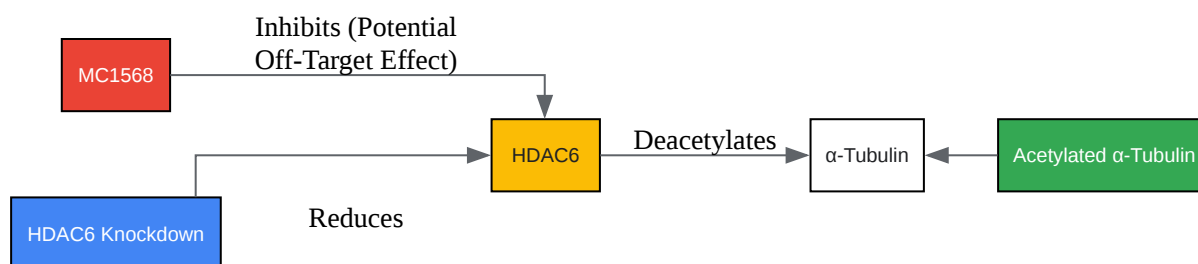 Inhibits (Potential
Off-Target Effect)
MC1568
HDAC6
Deacetylates
α-Tubulin
Acetylated α-Tubulin
HDAC6 Knockdown
Reduces